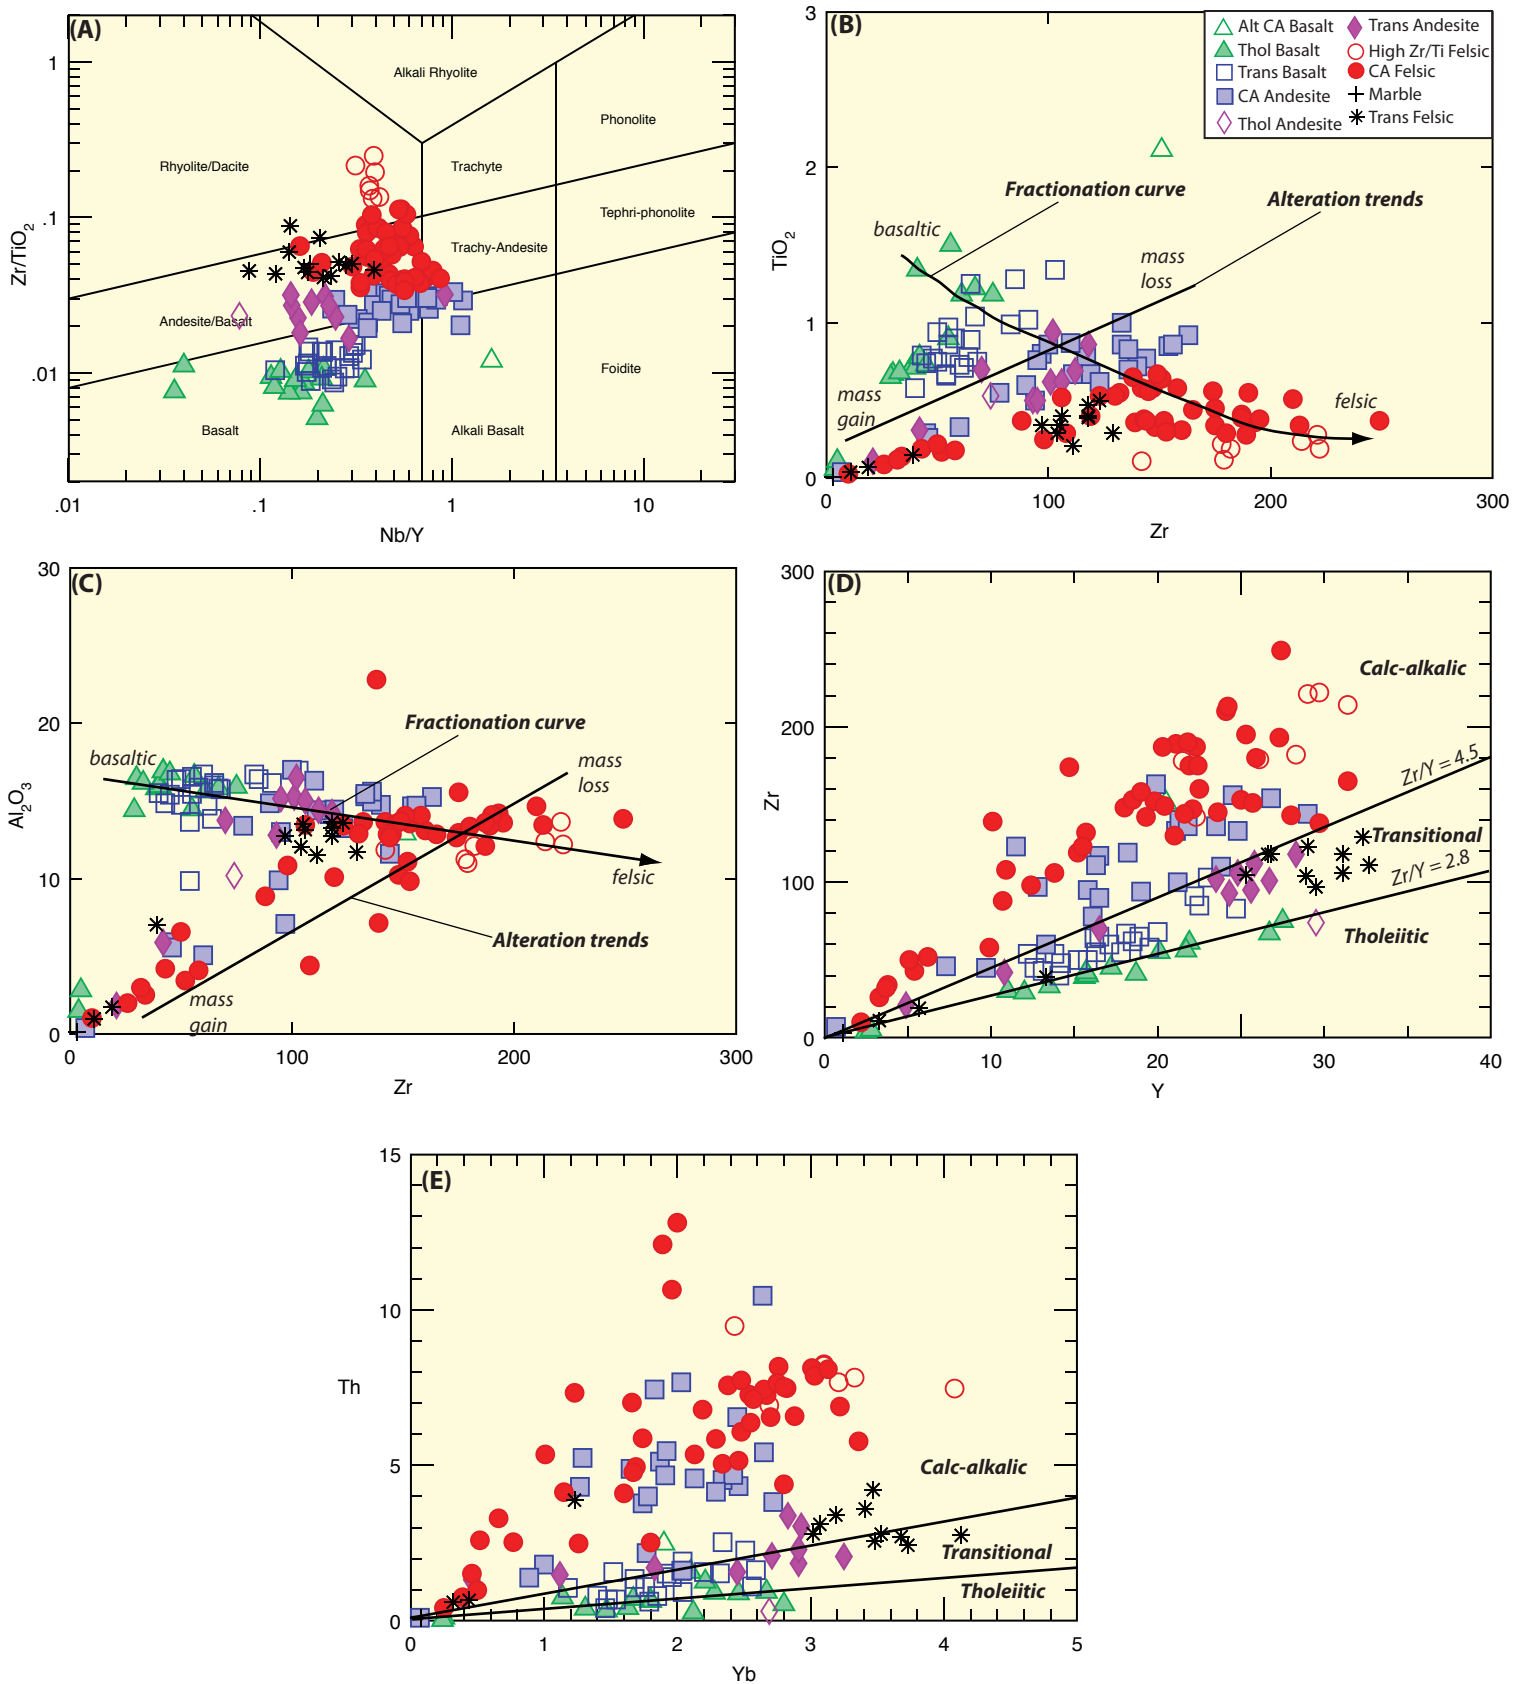 (A)
Alkali Rhyolite
Phonolite
Rhyolite/Dacite
Trachyte
Tephri-phonolite
Trachy-Andesite
Andesite/Basalt
Foidite
Basalt
Alkali Basalt
1
.1
.01
Zr/TiO2
.01
.1
1
10
Nb/Y
(B)
Alt CA Basalt
Thol Basalt
Trans Basalt
CA Andesite
Thol Andesite
Trans Andesite
High Zr/Ti Felsic
CA Felsic
Marble
Trans Felsic
Fractionation curve
Alteration trends
basaltic
mass
loss
mass
gain
felsic
3
2
1
0
TiO2
0
100
200
300
Zr
(C)
Fractionation curve
basaltic
mass
loss
felsic
Alteration trends
mass
gain
30
20
10
0
Al2O3
0
100
200
300
Zr
(D)
Calc-alkalic
Zr/Y = 4.5
Transitional
Zr/Y = 2.8
Tholeiitic
300
200
100
0
Zr
0
10
20
30
40
Y
(E)
Calc-alkalic
Transitional
Tholeiitic
15
10
5
0
Th
0
1
2
3
4
5
Yb